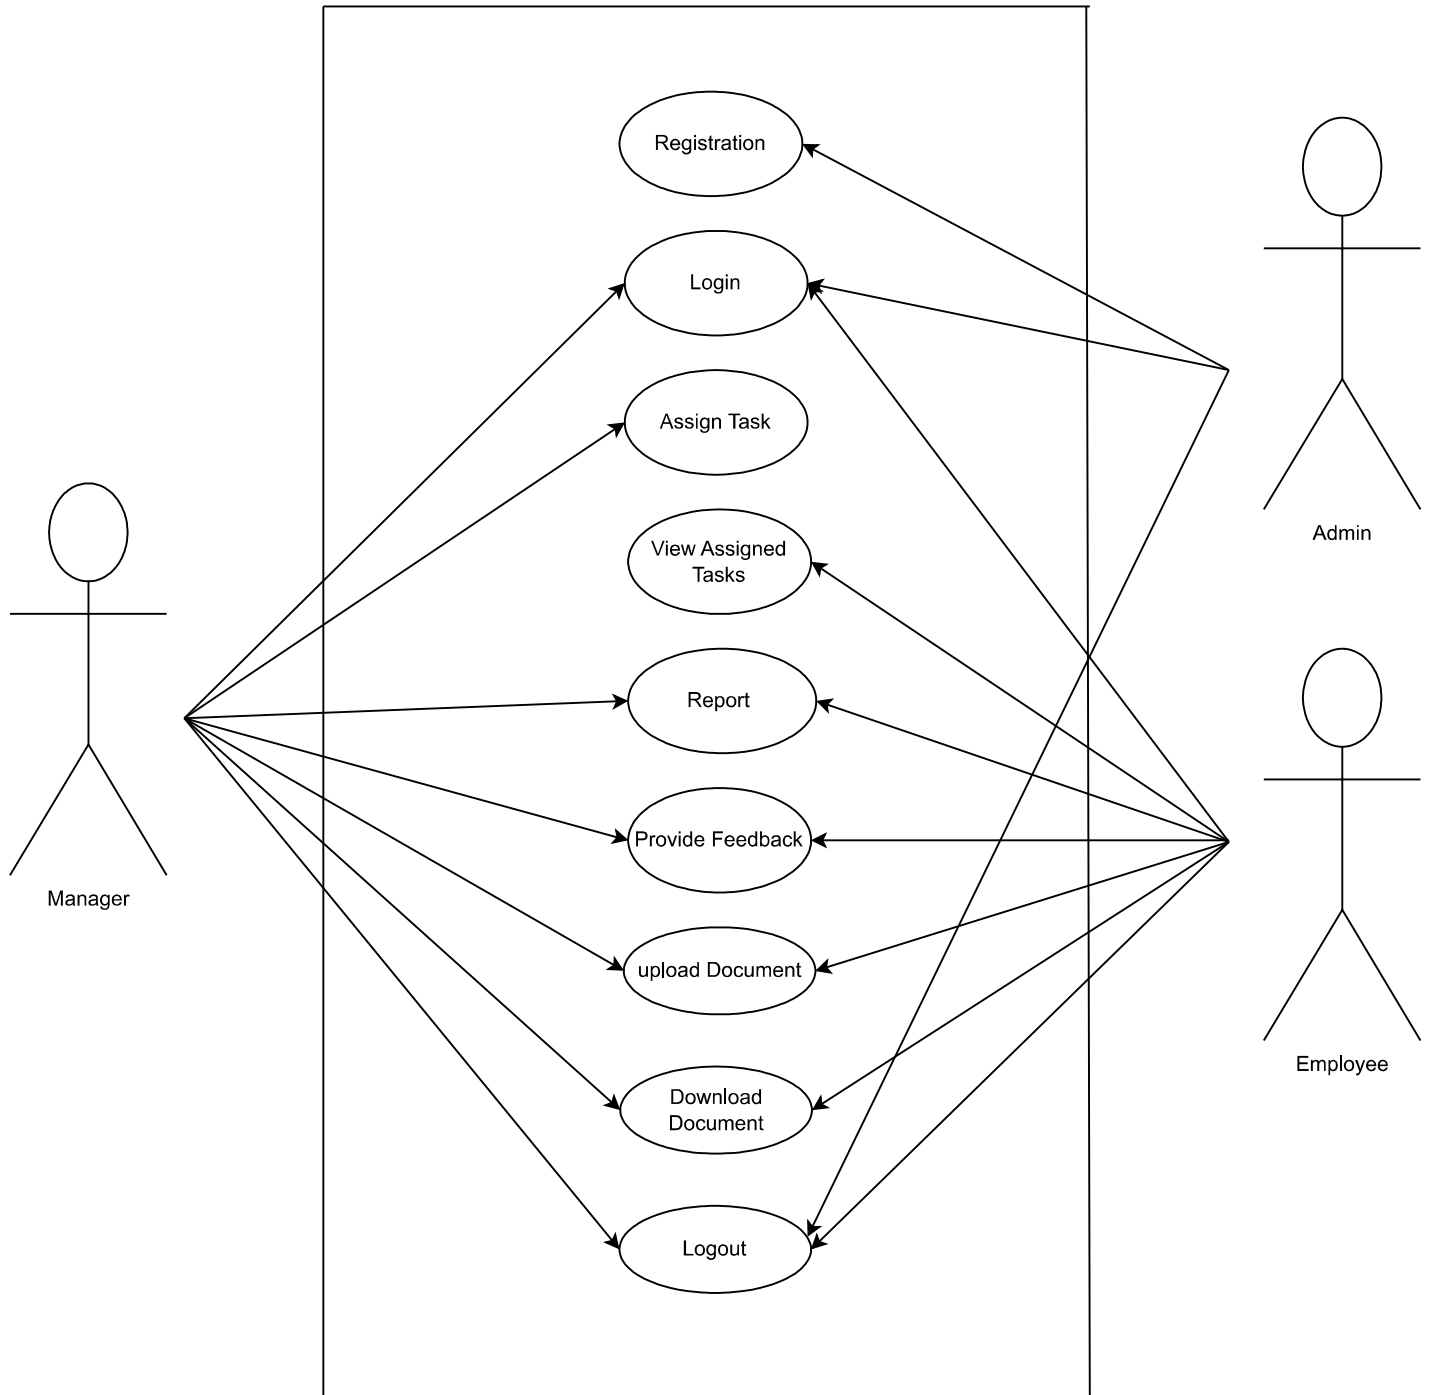 Registration
Login
Assign Task
View Assigned
Tasks
Report
Provide Feedback
upload Document
Download
Document
Logout
Manager
Admin
Employee